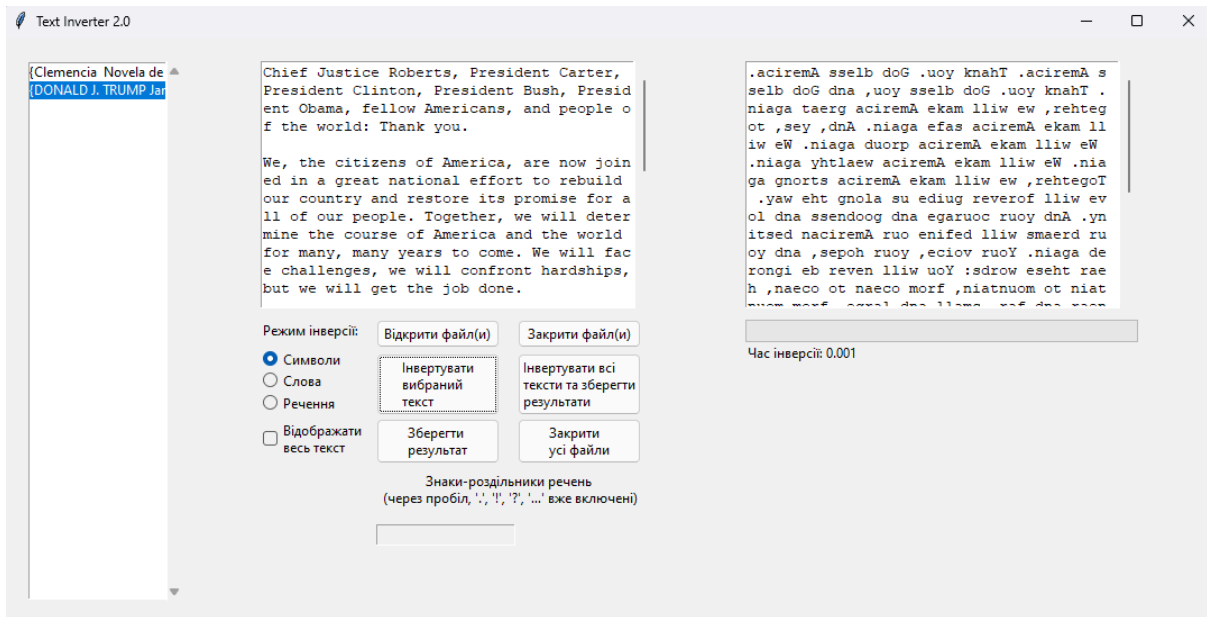 Text Inverter 2.0
{Clemencia Novela de
{DONALD J. TRUMP Jar
Chief Justice Roberts, President Carter,
President Clinton, President Bush, Presid
ent Obama, fellow Americans, and people o
f the world: Thank you.
We, the citizens of America, are now join
ed in a great national effort to rebuild
our country and restore its promise for a
ll of our people. Together, we will deter
mine the course of America and the world
for many, many years to come. We will fac
e challenges, we will confront hardships,
but we will get the job done.
.aciremA sselb doG .uoy knahT .aciremA s
selb doG dna ,uoy sselb doG .uoy knahT .
niaga taerg aciremA ekam lliw ew ,rehteg
ot ,sey ,dnA .niaga efas aciremA ekam ll
iw eW .niaga duorp aciremA ekam lliw eW
.niaga yhtlaew aciremA ekam lliw eW .nia
ga gnorts aciremA ekam lliw ew ,rehtegoT
.yaw eht gnola su ediug reverof lliw ev
ol dna ssendoog dna egaruoc ruoy dnA .yn
itsed naciremA ruo enifed lliw smaerd ru
oy dna ,sepoh ruoy ,eciov ruoY .niaga de
rongi eb reven lliw uoY :sdrow eseht rae
h ,naeco ot naeco morf ,niatnuom ot niat
Режим інверсії:
Символи
Слова
Речення
Відображати
весь текст
Відкрити файл(и)
Закрити файл(и)
Інвертувати
вибраний
текст
Інвертувати всі
тексти та зберегти
результати
Зберегти
результат
Закрити
усі файли
Знаки-роздільники речень
(через пробіл, '.', '!', '?', '...' вже включені)
Час інверсії: 0.001